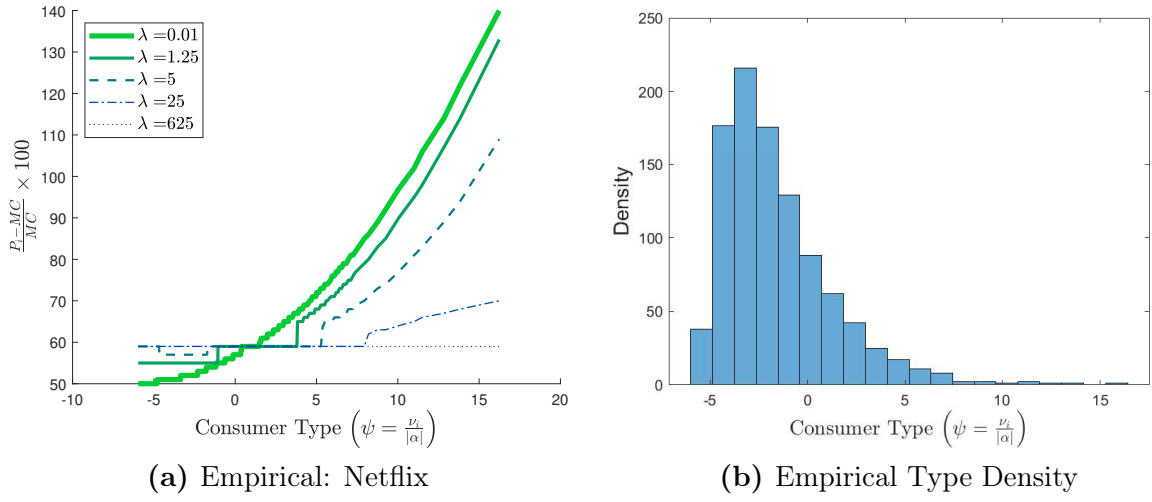 140
130
120
110
100
90
80
70
60
50
-10
-5
0
5
10
15
20
λ =0.01
λ =1.25
λ =5
λ =25
λ =625
P_i−MC / MC × 100
Consumer Type (ψ = ν_i / |α|)
(a) Empirical: Netflix
250
200
150
100
50
0
-5
0
5
10
15
Density
Consumer Type (ψ = ν_i / |α|)
(b) Empirical Type Density